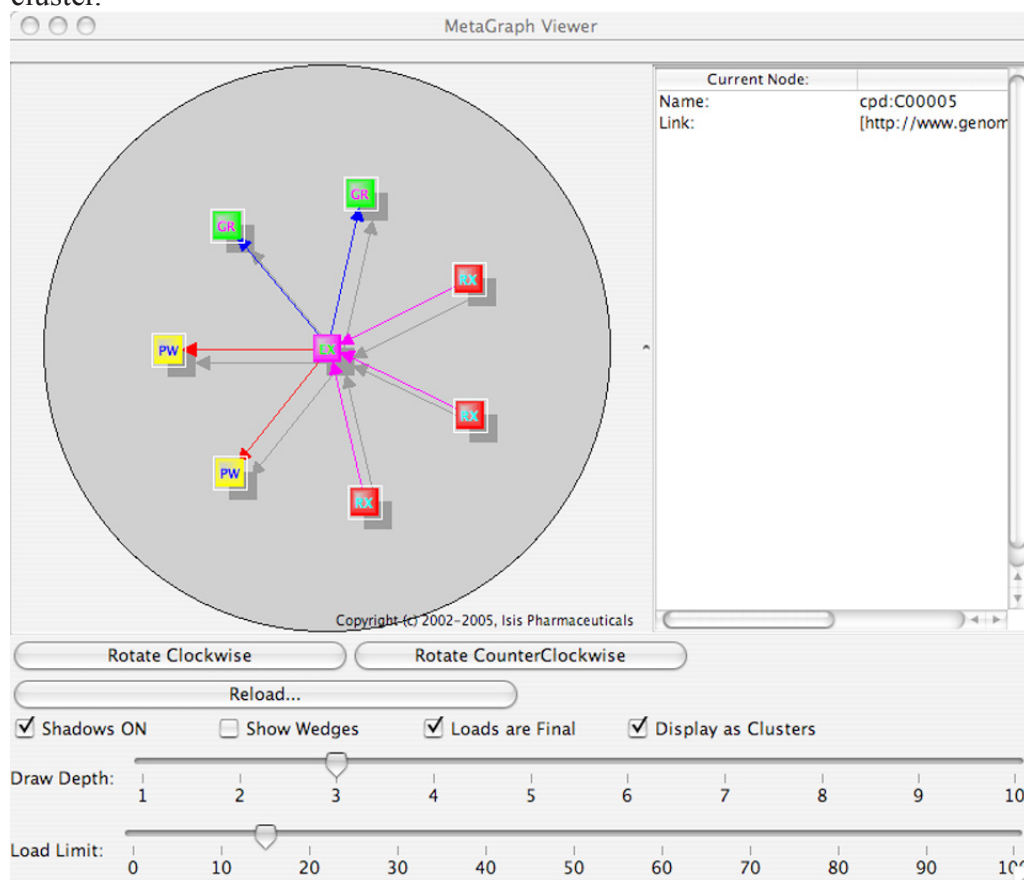 cluster.
MetaGraph Viewer
Current Node:
Name: cpd:C00005
Link: [http://www.genom
GR
GR
RX
PW
RX
PW
RX
Copyright (c) 2002-2005, Isis Pharmaceuticals
Rotate Clockwise Rotate CounterClockwise
Reload...
Shadows ON Show Wedges Loads are Final Display as Clusters
Draw Depth:
1 2 3 4 5 6 7 8 9 10
Load Limit:
0 10 20 30 40 50 60 70 80 90